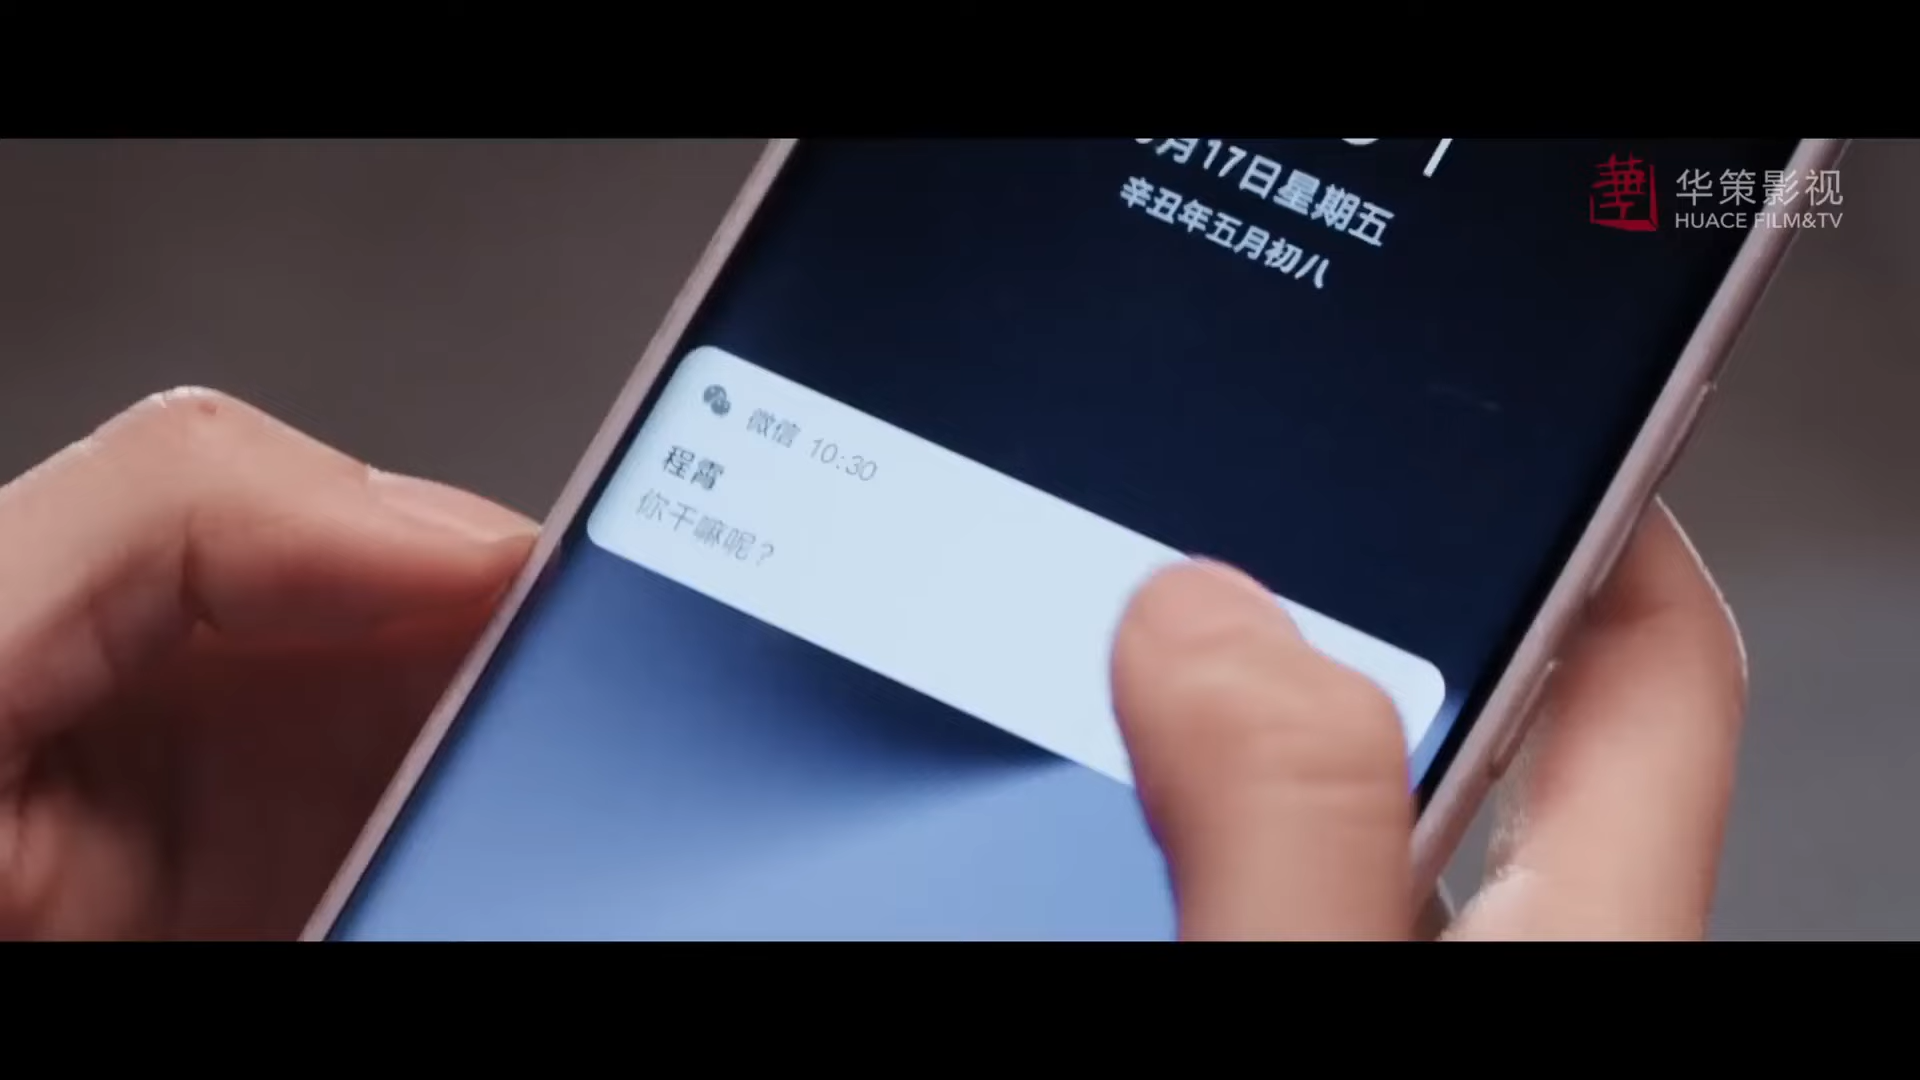 月17日星期五
辛丑年五月初八
华策影视
HUACE FILM&TV
微信 10:30
程霄
你干嘛呢？